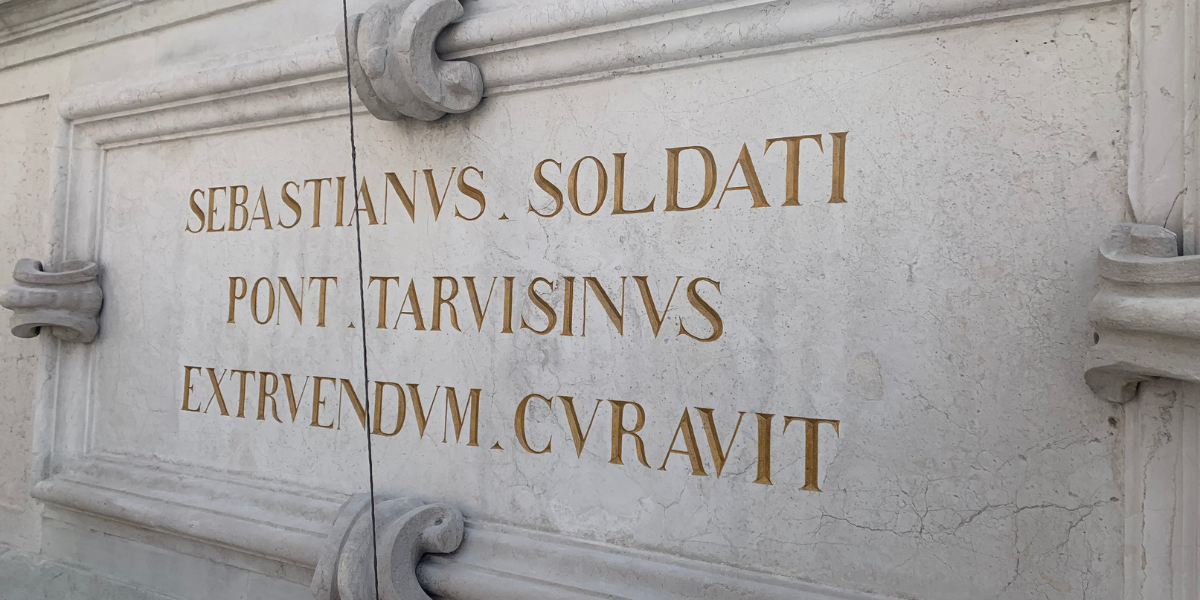 SEBASTIANVS . SOLDATI
PONT . TARVISINVS
EXTRVENDVM . CVRAVIT